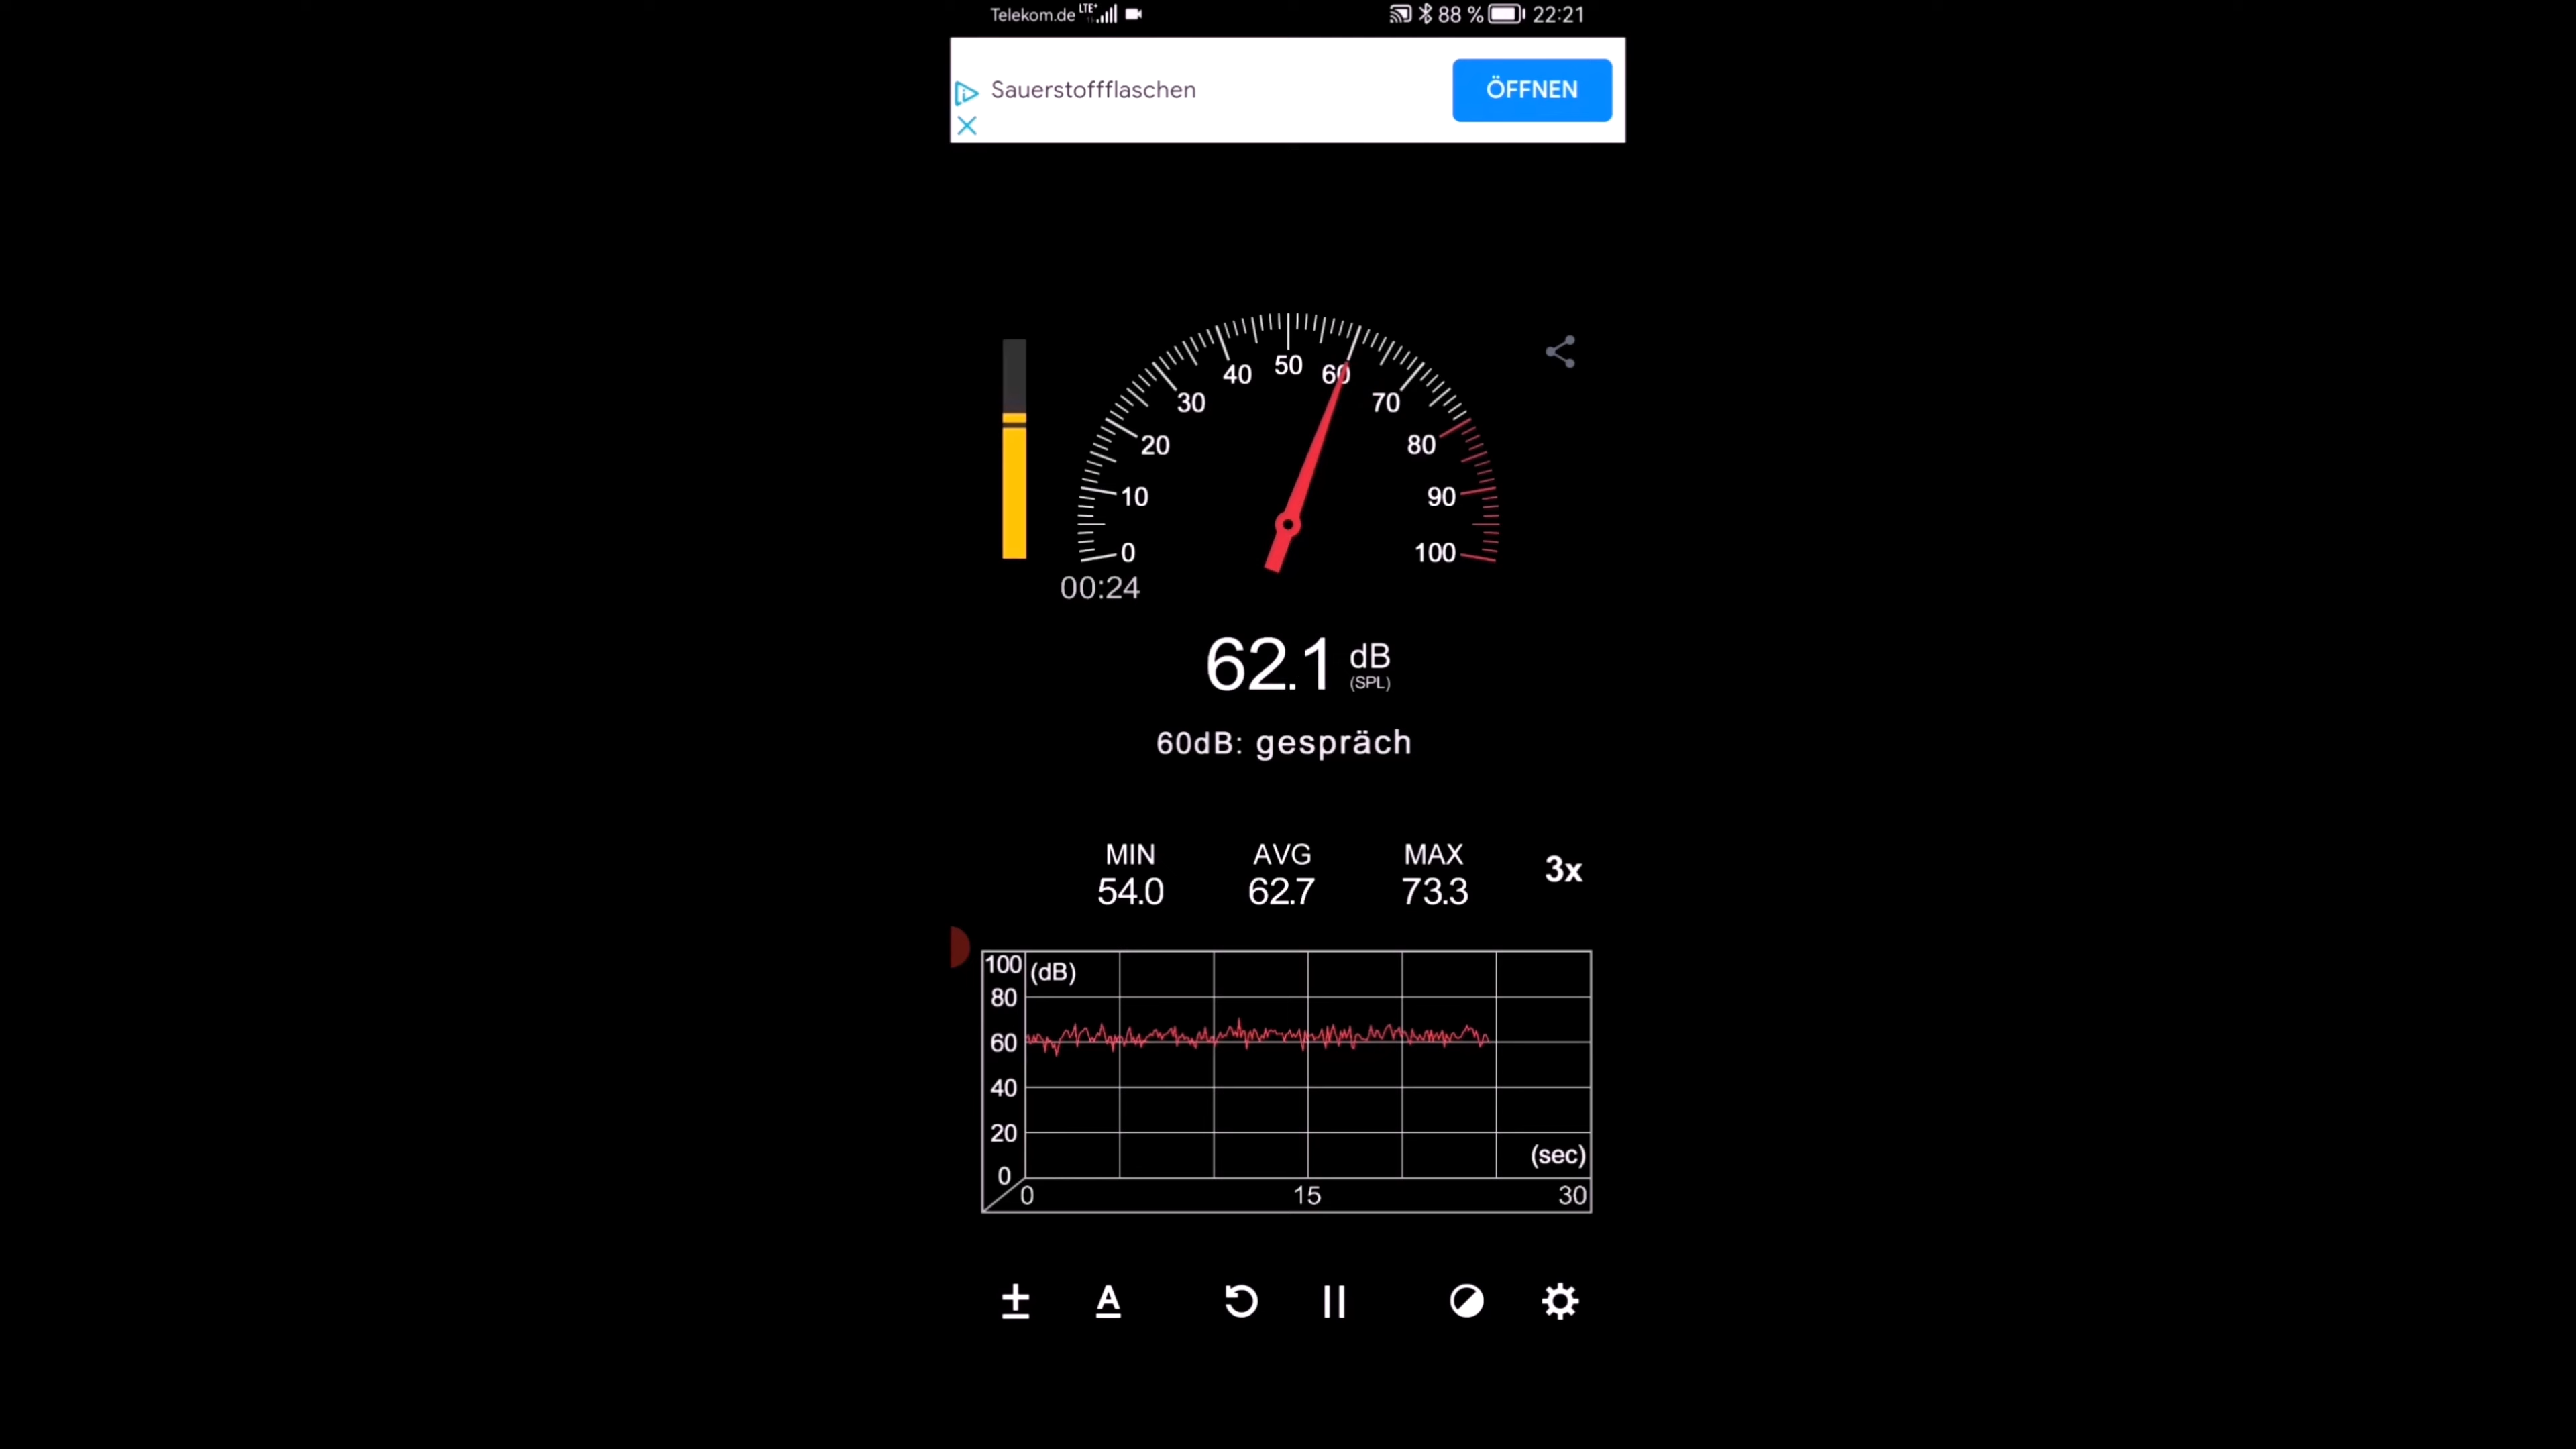 Telekom.de LTE+ 88 % 22:21
Sauerstoffflaschen
ÖFFNEN
0 10 20 30 40 50 60 70 80 90 100
00:24
62.1 dB
(SPL)
60dB: gespräch
MIN AVG MAX
54.0 62.7 73.3
3x
100 (dB)
80
60
40
20
(sec)
0
0 15 30
A